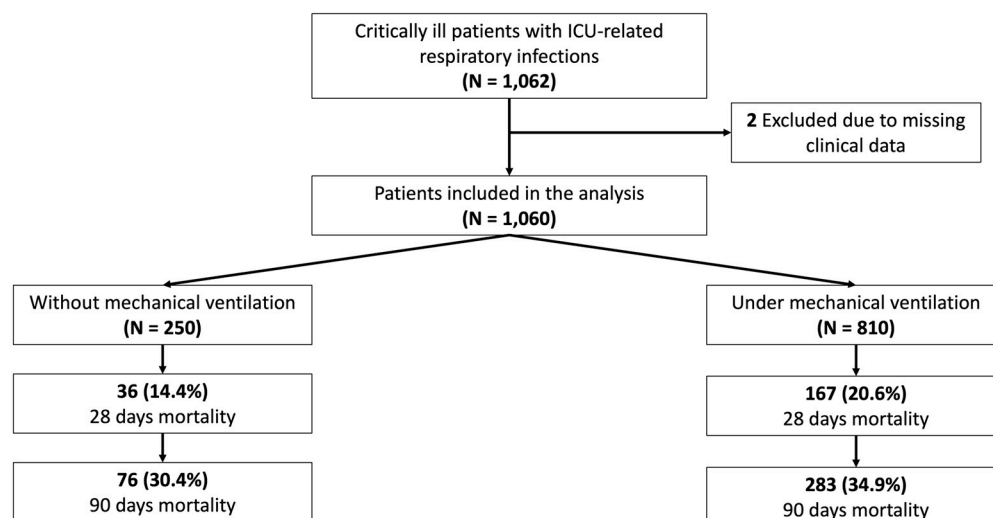 Critically ill patients with ICU-related
respiratory infections
(N = 1,062)
2 Excluded due to missing
clinical data
Patients included in the analysis
(N = 1,060)
Without mechanical ventilation
(N = 250)
Under mechanical ventilation
(N = 810)
36 (14.4%)
28 days mortality
167 (20.6%)
28 days mortality
76 (30.4%)
90 days mortality
283 (34.9%)
90 days mortality